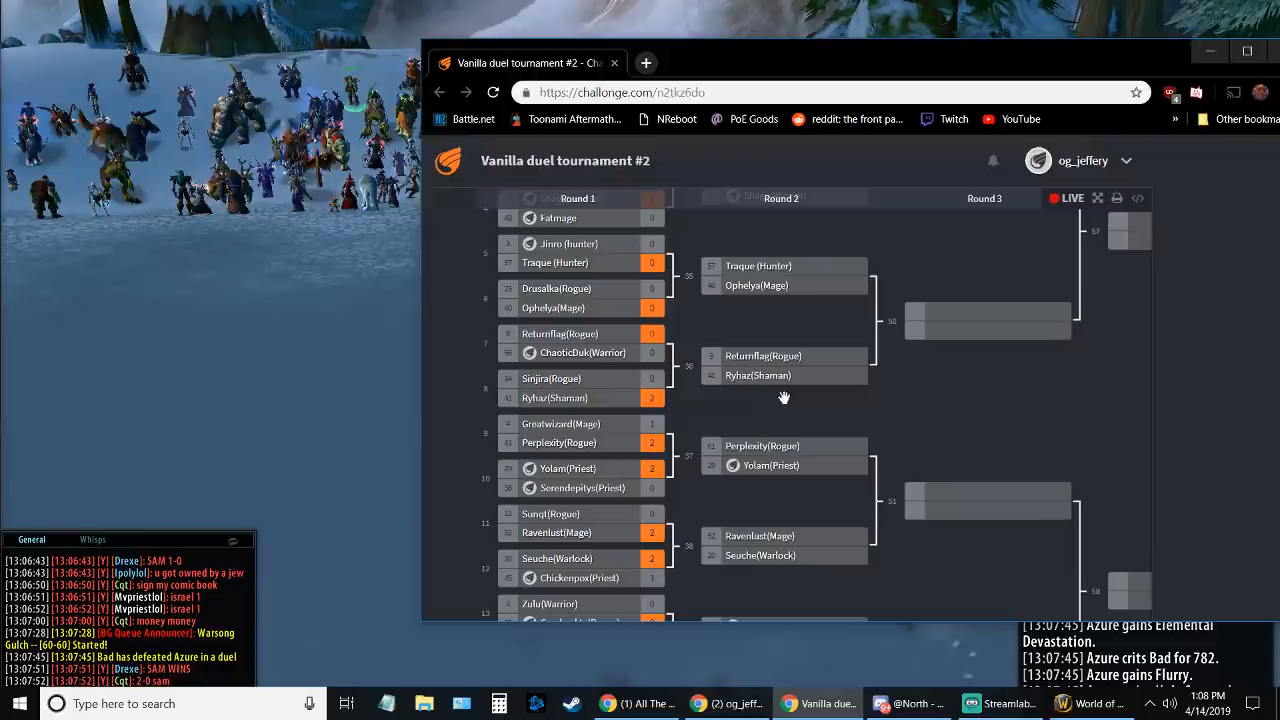 Vanilla duel tournament #2 - Cha
https://challonge.com/n2tkz6do
Battle.net
Toonami Aftermath...
NReboot
PoE Goods
reddit: the front pa...
Twitch
YouTube
»
Other bookma
Vanilla duel tournament #2
og_jeffery
Round 1
Round 2
Round 3
LIVE
48 Fatmage 0
5
8 Jinro (hunter) 0
57 Traque (Hunter) 0
6
25 Drusalka(Rogue) 0
40 Ophelya(Mage) 0
7
9 Returnflag(Rogue) 0
56 ChaoticDuk(Warrior) 0
8
24 Sinjira(Rogue) 0
41 Ryhaz(Shaman) 2
9
4 Greatwizard(Mage) 1
61 Perplexity(Rogue) 2
10
29 Yolam(Priest) 2
36 Serendepitys(Priest) 0
11
13 Sunqt(Rogue) 0
52 Ravenlust(Mage) 2
12
20 Seuche(Warlock) 2
45 Chickenpox(Priest) 1
13
Zulu(Warrior) 0
35
57 Traque (Hunter)
40 Ophelya(Mage)
36
9 Returnflag(Rogue)
41 Ryhaz(Shaman)
37
61 Perplexity(Rogue)
29 Yolam(Priest)
38
52 Ravenlust(Mage)
20 Seuche(Warlock)
50
51
57
58
General
Whisps
[13:06:43] [13:06:43] [Y] [Drexe]: SAM 1-0
[13:06:43] [13:06:43] [Y] [Ipolylol]: u got owned by a jew
[13:06:50] [13:06:50] [Y] [Cqt]: sign my comic book
[13:06:51] [13:06:51] [Y] [Mvpriestlol]: israel 1
[13:06:52] [13:06:52] [Y] [Mvpriestlol]: israel 1
[13:07:00] [13:07:00] [Y] [Cqt]: money money
[13:07:28] [13:07:28] [BG Queue Announcer]: Warsong
Gulch -- [60-60] Started!
[13:07:45] [13:07:45] Bad has defeated Azure in a duel
[13:07:51] [13:07:51] [Y] [Drexe]: SAM WINS
[13:07:52] [13:07:52] [Y] [Cqt]: 2-0 sam
[13:07:45] Azure gains Elemental
Devastation.
[13:07:45] Azure crits Bad for 782.
[13:07:45] Azure gains Flurry.
Type here to search
(1) All The ...
(2) og_jeff...
Vanilla due...
@North - ...
Streamlab...
World of ...
1:08 PM
4/14/2019